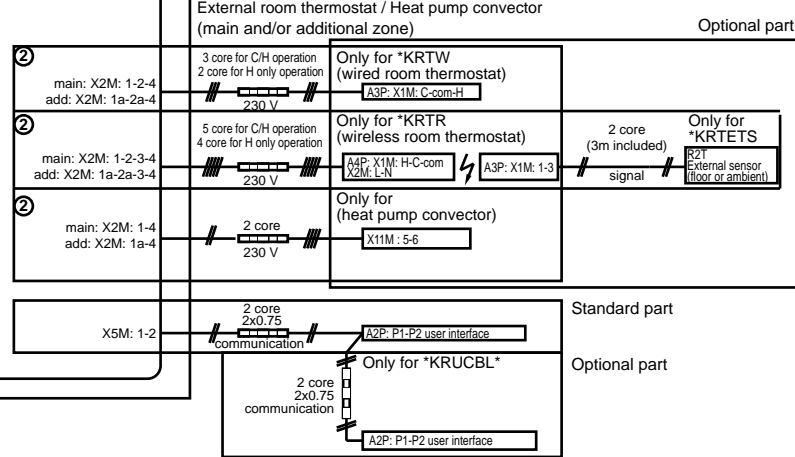 External room thermostat / Heat pump convector
(main and/or additional zone)
Optional part
2
3 core for C/H operation
2 core for H only operation
main: X2M: 1-2-4
add: X2M: 1a-2a-4
230 V
Only for *KRTW
(wired room thermostat)
A3P: X1M: C-com-H
2
5 core for C/H operation
4 core for H only operation
main: X2M: 1-2-3-4
add: X2M: 1a-2a-3-4
230 V
Only for *KRTR
(wireless room thermostat)
A4P: X1M: H-C-com
X2M: L-N
A3P: X1M: 1-3
2 core
(3m included)
signal
Only for
*KRTETS
R2T
External sensor
(floor or ambient)
2
main: X2M: 1-4
add: X2M: 1a-4
2 core
230 V
Only for
(heat pump convector)
X11M : 5-6
X5M: 1-2
2 core
2x0.75
communication
A2P: P1-P2 user interface
Standard part
Only for *KRUCBL*
Optional part
2 core
2x0.75
communication
A2P: P1-P2 user interface